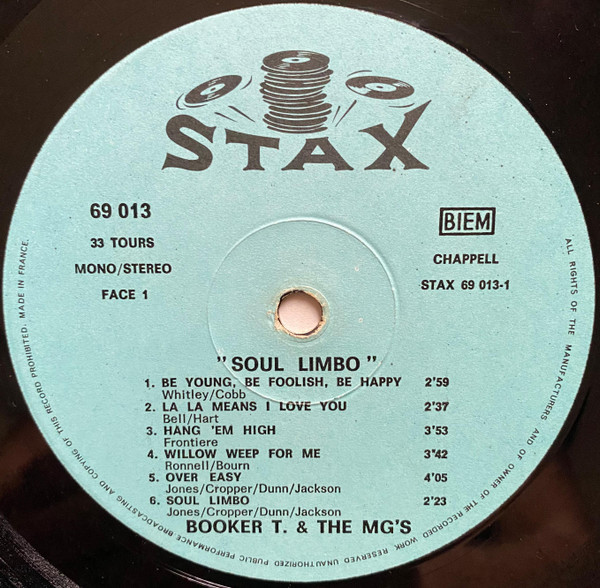 STAX
69 013
33 TOURS
MONO/STEREO
FACE 1
BIEM
CHAPPELL
STAX 69 013-1
"SOUL LIMBO"
1. BE YOUNG, BE FOOLISH, BE HAPPY 2'59
Whitley/Cobb
2. LA LA MEANS I LOVE YOU 2'37
Bell/Hart
3. HANG 'EM HIGH 3'53
Frontiere
4. WILLOW WEEP FOR ME 3'42
Ronnell/Bourn
5. OVER EASY 4'05
Jones/Cropper/Dunn/Jackson
6. SOUL LIMBO 2'23
Jones/Cropper/Dunn/Jackson
BOOKER T. & THE MG'S
ALL RIGHTS OF THE MANUFACTURERS AND OF OWNER OF THE RECORDED WORK RESERVED UNAUTHORIZED PUBLIC PERFORMANCE BROADCASTING AND COPYING OF THIS RECORD PROHIBITED. MADE IN FRANCE.